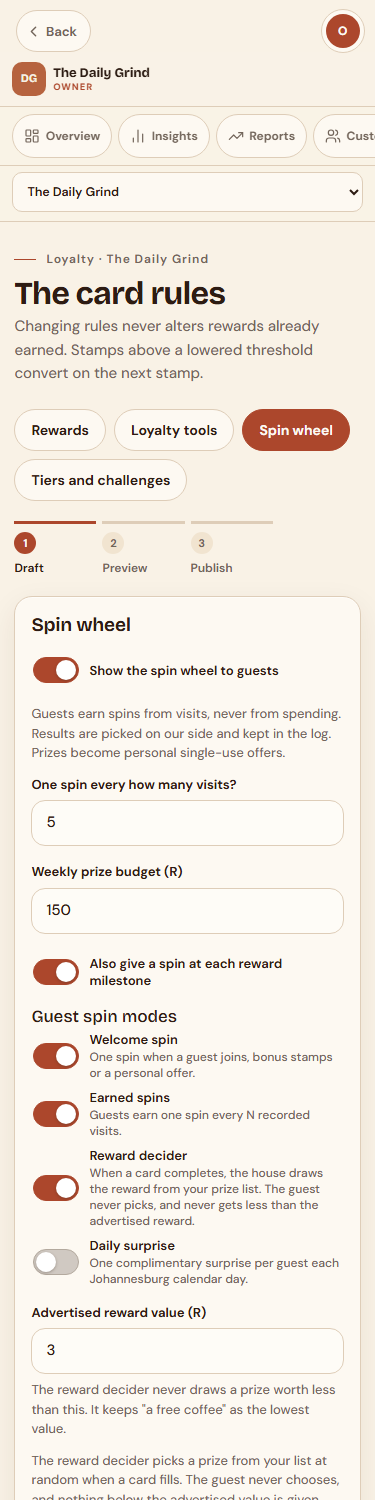 Back
O
DG
The Daily Grind
OWNER
Overview
Insights
Reports
Custo
The Daily Grind
Loyalty · The Daily Grind
The card rules
Changing rules never alters rewards already
earned. Stamps above a lowered threshold
convert on the next stamp.
Rewards
Loyalty tools
Spin wheel
Tiers and challenges
1
2
3
Draft
Preview
Publish
Spin wheel
Show the spin wheel to guests
Guests earn spins from visits, never from spending.
Results are picked on our side and kept in the log.
Prizes become personal single-use offers.
One spin every how many visits?
5
Weekly prize budget (R)
150
Also give a spin at each reward
milestone
Guest spin modes
Welcome spin
One spin when a guest joins, bonus stamps
or a personal offer.
Earned spins
Guests earn one spin every N recorded
visits.
Reward decider
When a card completes, the house draws
the reward from your prize list. The guest
never picks, and never gets less than the
advertised reward.
Daily surprise
One complimentary surprise per guest each
Johannesburg calendar day.
Advertised reward value (R)
3
The reward decider never draws a prize worth less
than this. It keeps "a free coffee" as the lowest
value.
The reward decider picks a prize from your list at
random when a card fills. The guest never chooses,
and nothing below the advertised value is given